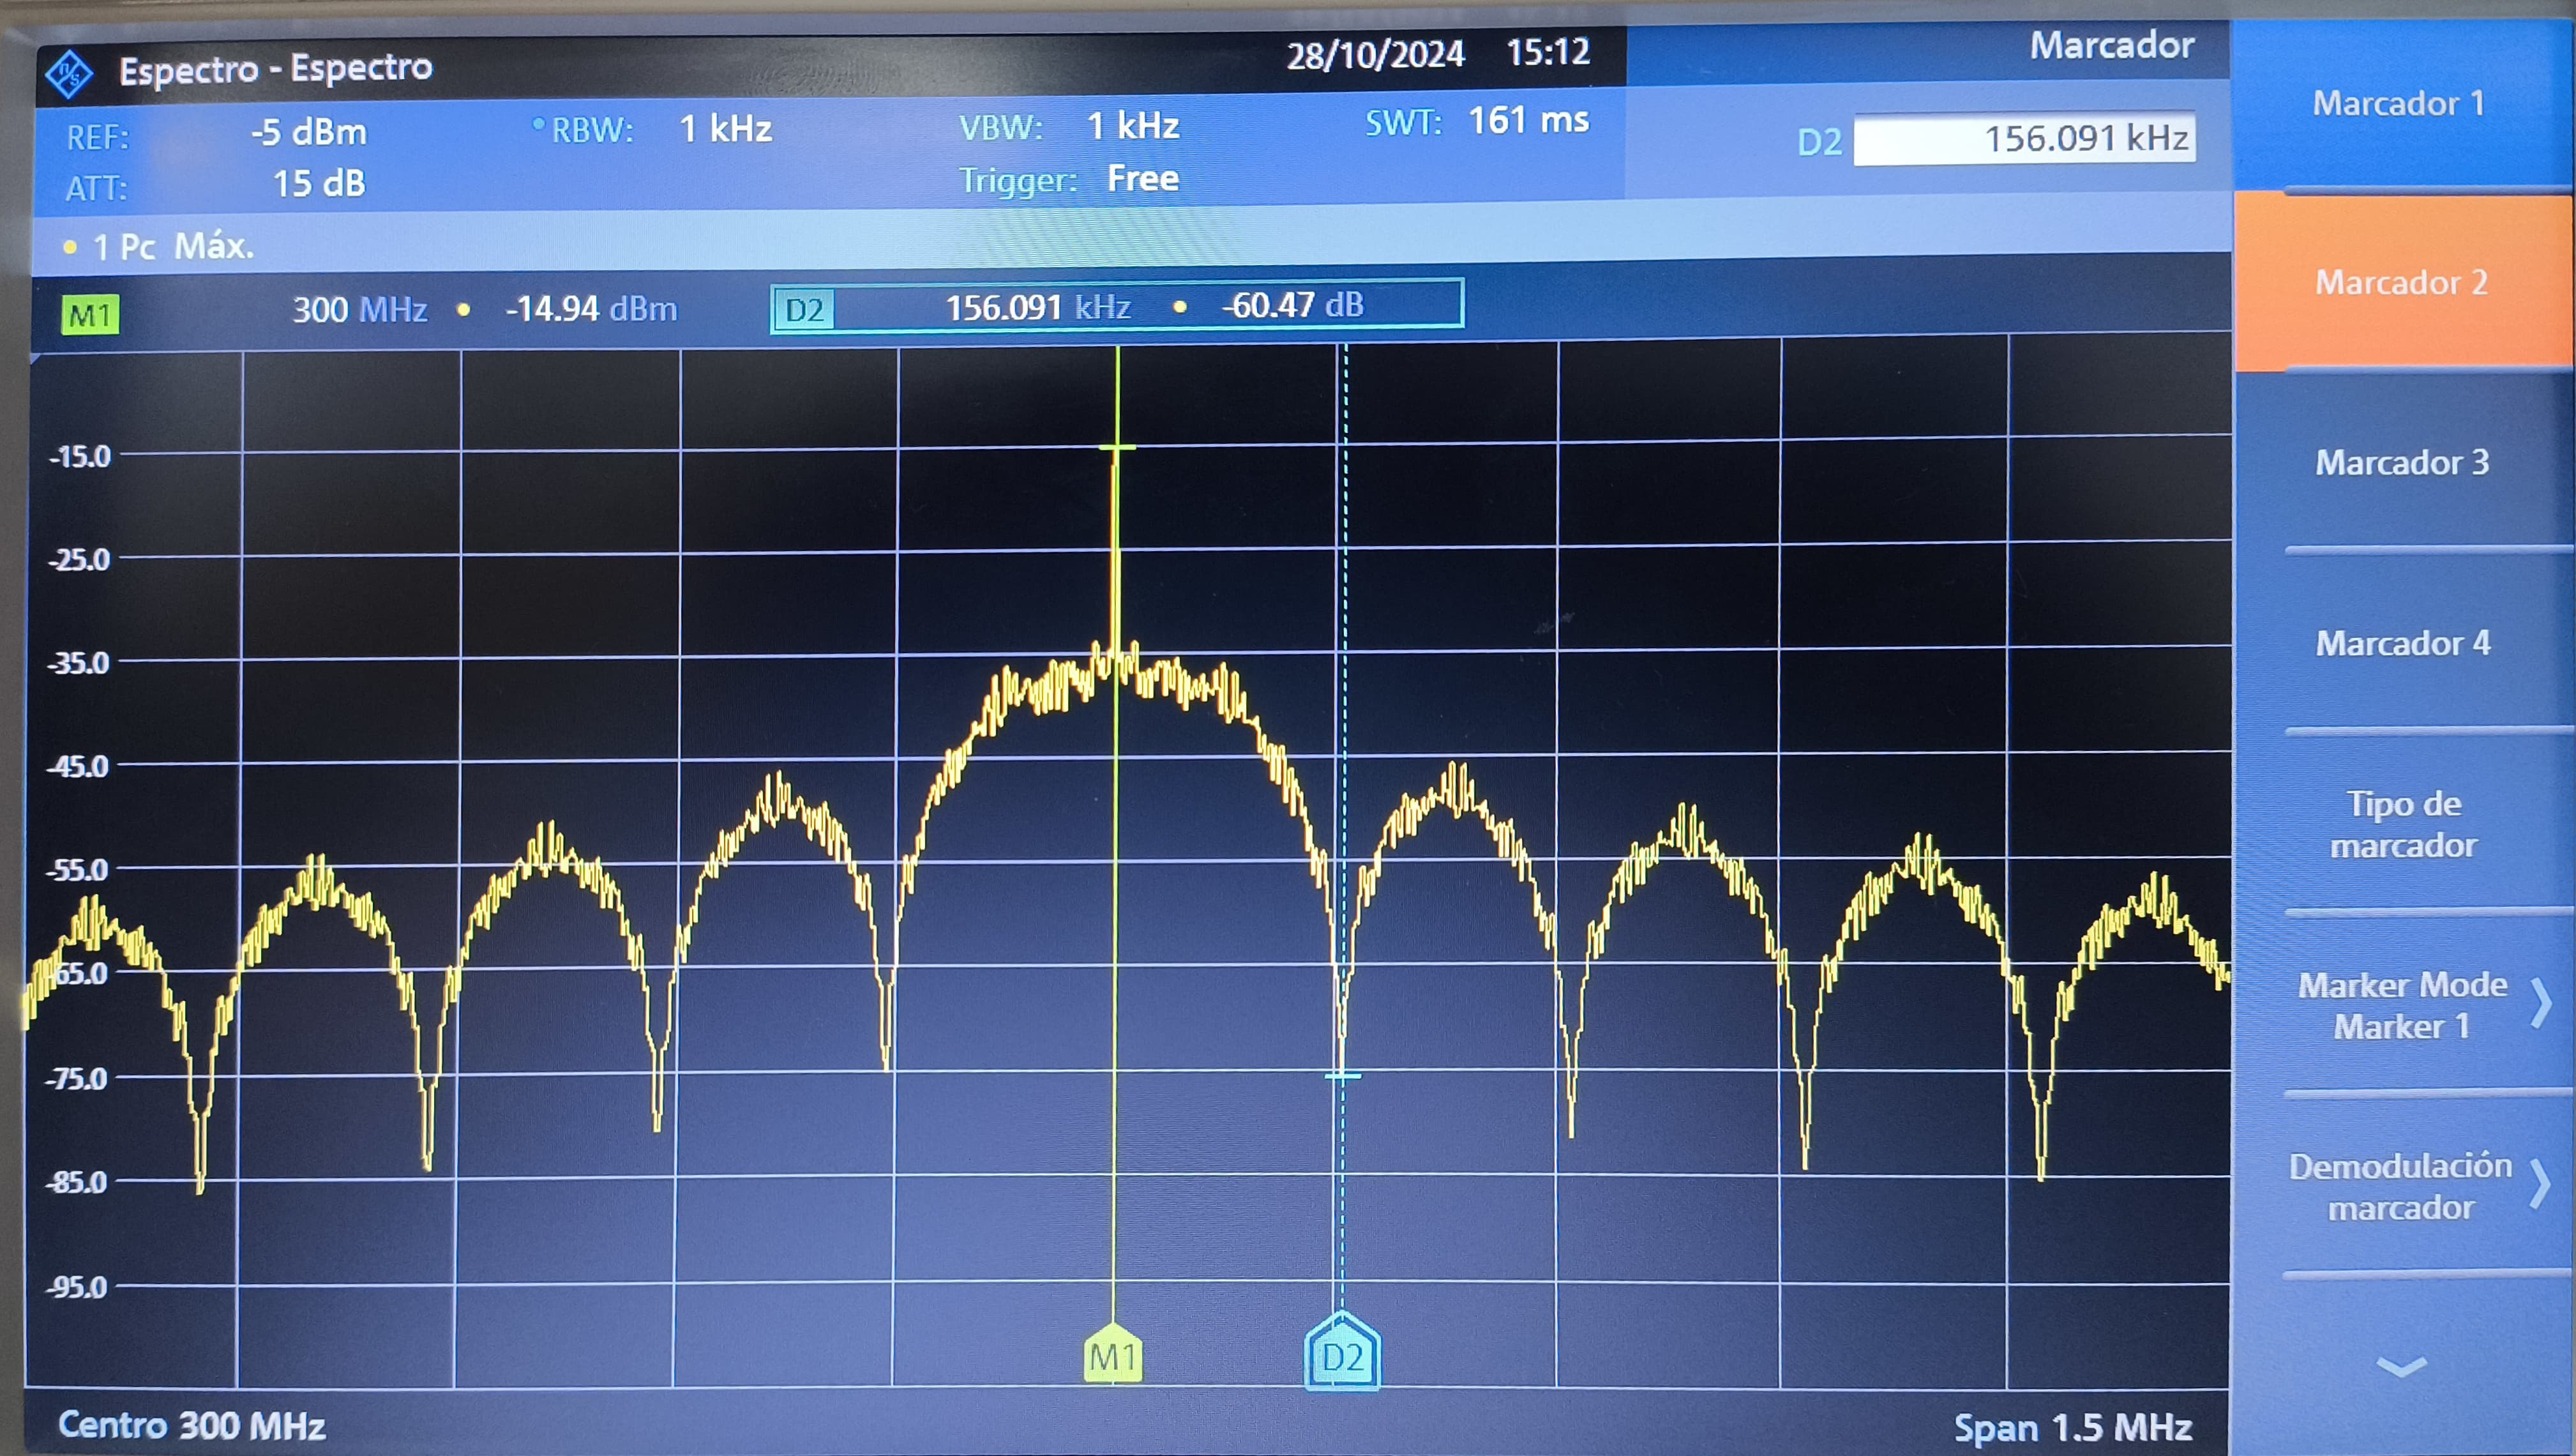 Espectro - Espectro 28/10/2024 15:12 Marcador
REF: -5 dBm RBW: 1 kHz VBW: 1 kHz SWT: 161 ms D2 156.091 kHz
ATT: 15 dB Trigger: Free
1 Pc Máx.
M1 300 MHz • -14.94 dBm D2 156.091 kHz • -60.47 dB
-15.0
-25.0
-35.0
-45.0
-55.0
-65.0
-75.0
-85.0
-95.0
M1 D2
Centro 300 MHz Span 1.5 MHz
Marcador 1
Marcador 2
Marcador 3
Marcador 4
Tipo de
marcador
Marker Mode
Marker 1
Demodulación
marcador